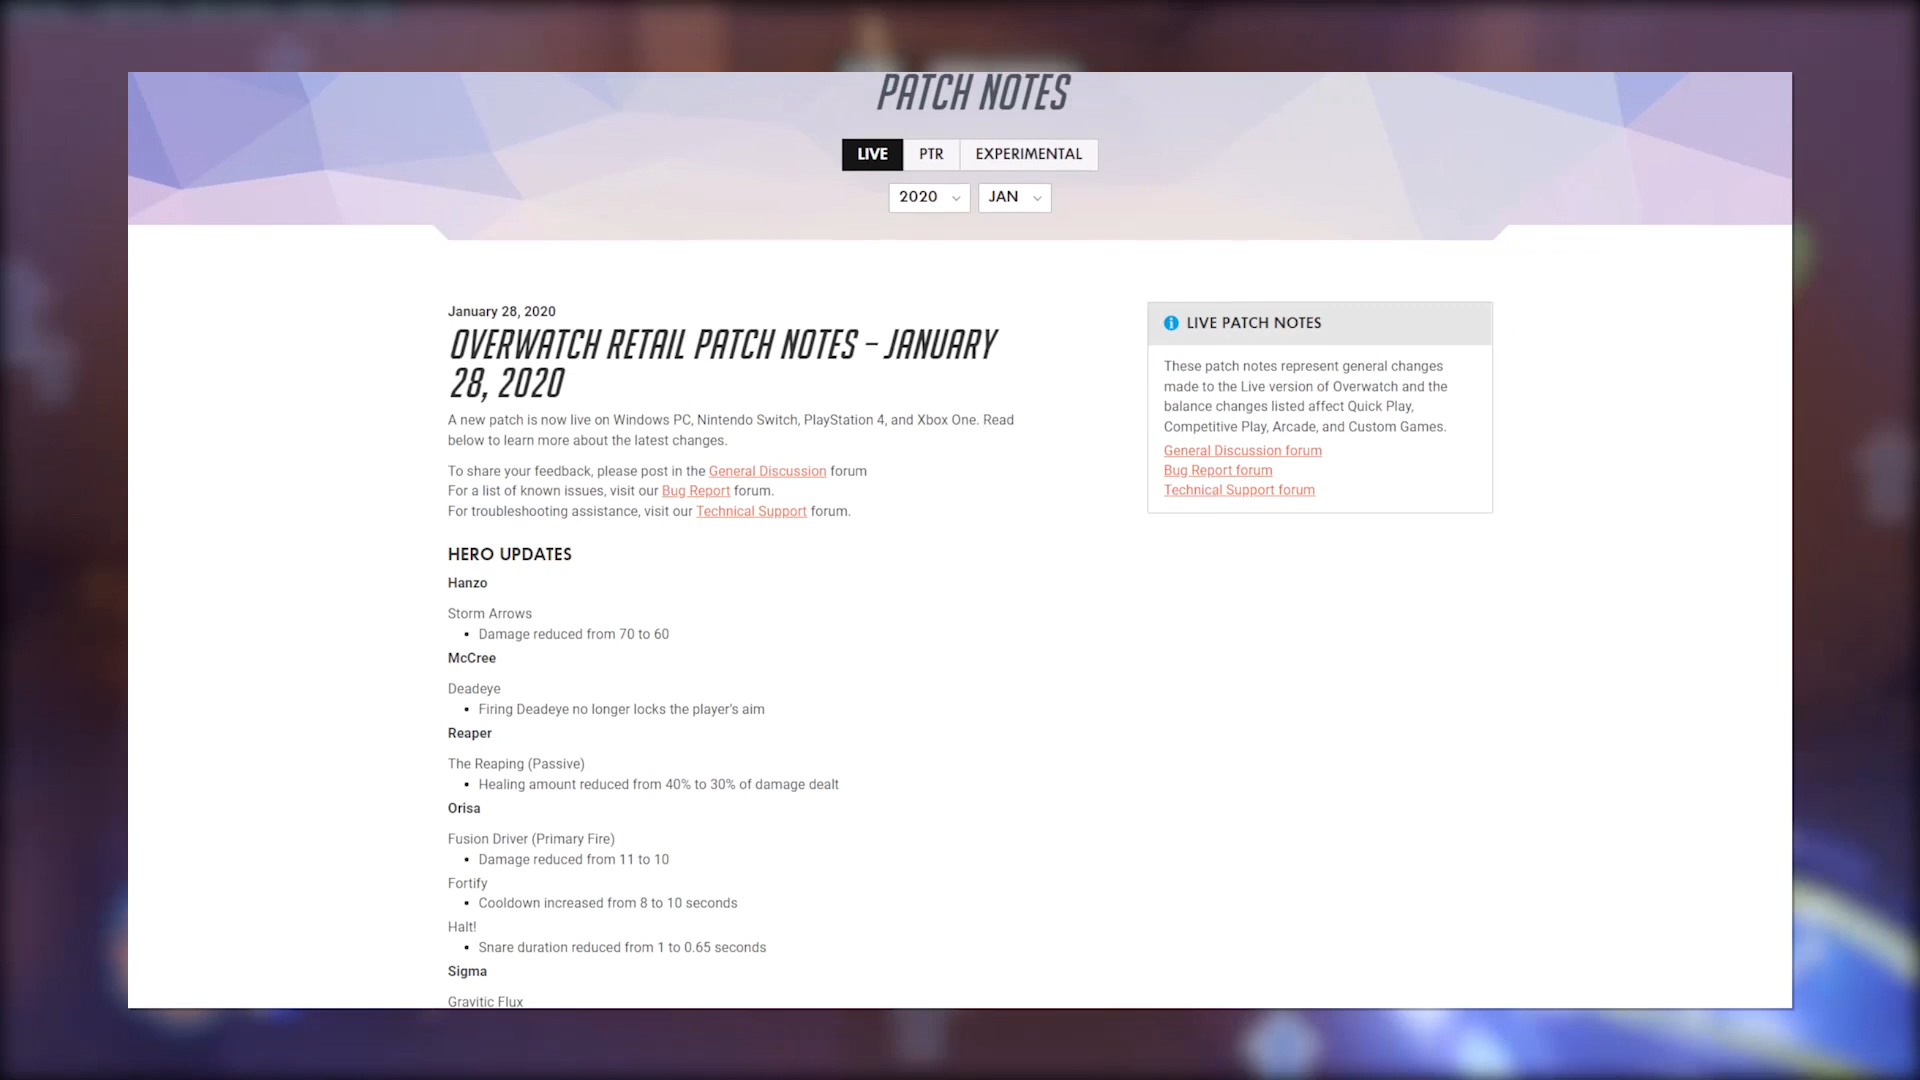 PATCH NOTES
LIVE PTR EXPERIMENTAL
2020 JAN
January 28, 2020
OVERWATCH RETAIL PATCH NOTES – JANUARY
28, 2020
A new patch is now live on Windows PC, Nintendo Switch, PlayStation 4, and Xbox One. Read
below to learn more about the latest changes.
To share your feedback, please post in the General Discussion forum
For a list of known issues, visit our Bug Report forum.
For troubleshooting assistance, visit our Technical Support forum.
HERO UPDATES
Hanzo
Storm Arrows
• Damage reduced from 70 to 60
McCree
Deadeye
• Firing Deadeye no longer locks the player's aim
Reaper
The Reaping (Passive)
• Healing amount reduced from 40% to 30% of damage dealt
Orisa
Fusion Driver (Primary Fire)
• Damage reduced from 11 to 10
Fortify
• Cooldown increased from 8 to 10 seconds
Halt!
• Snare duration reduced from 1 to 0.65 seconds
Sigma
Gravitic Flux
LIVE PATCH NOTES
These patch notes represent general changes
made to the Live version of Overwatch and the
balance changes listed affect Quick Play,
Competitive Play, Arcade, and Custom Games.
General Discussion forum
Bug Report forum
Technical Support forum